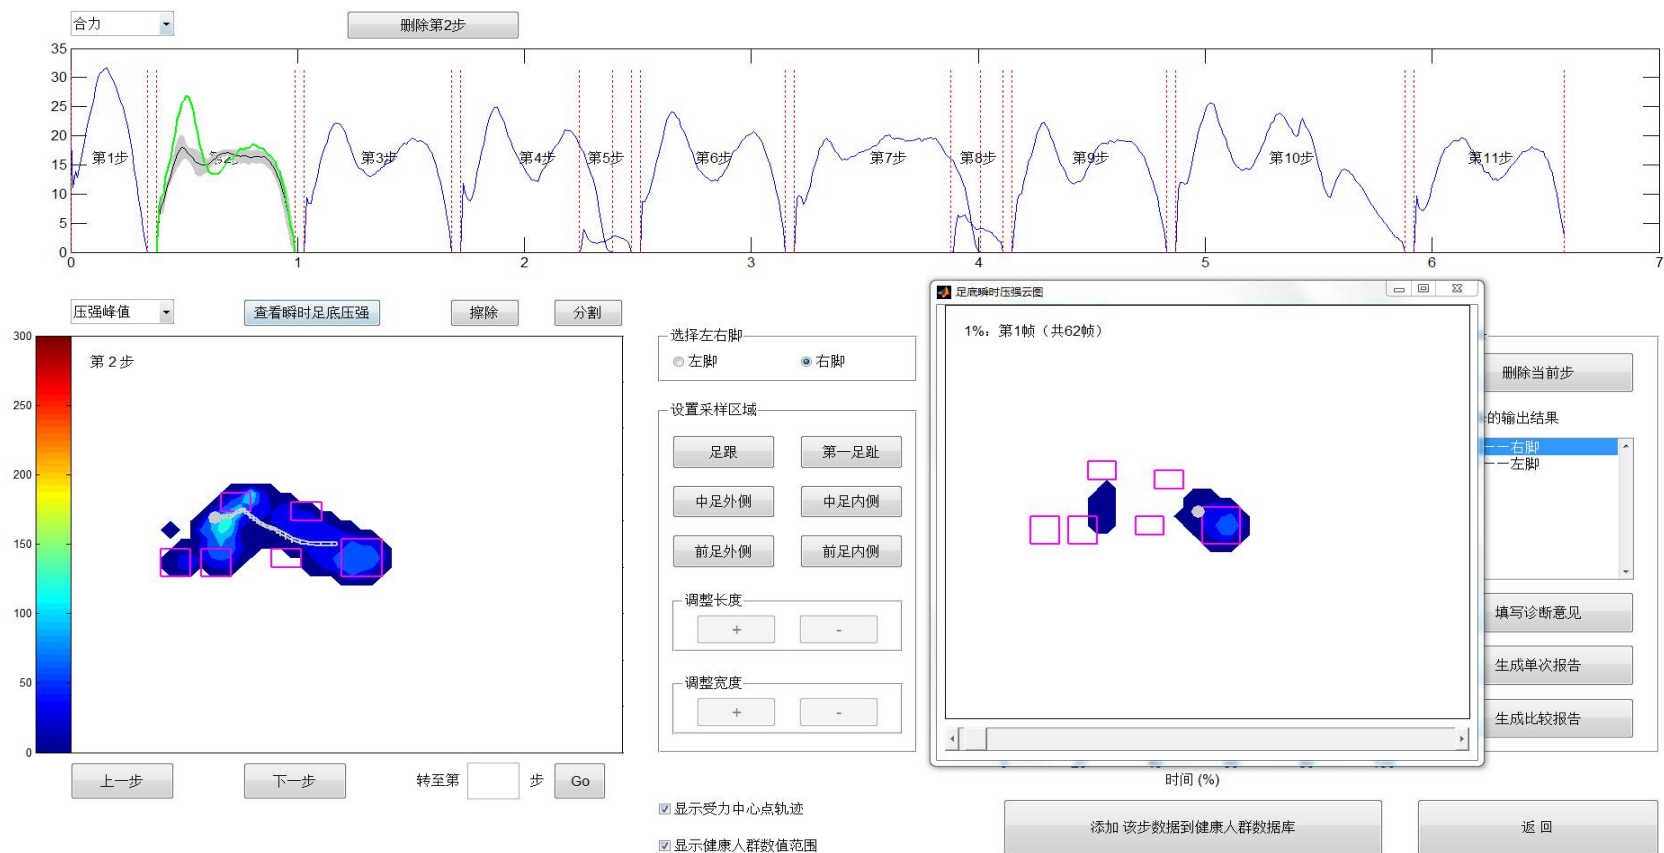 合力
删除第2步
35
30
25
20
15
10
5
0
第1步
第3步
第4步
第5步
第6步
第7步
第8步
第9步
第10步
第11步
0 1 2 3 4 5 6 7
压强峰值
查看瞬时足底压强
擦除
分割
300
250
200
150
100
50
0
第 2 步
上一步
下一步
转至第
步
Go
选择左右脚
左脚
右脚
设置采样区域
足跟
第一足趾
中足外侧
中足内侧
前足外侧
前足内侧
调整长度
+
-
调整宽度
+
-
显示受力中心点轨迹
显示健康人群数值范围
足底瞬时压强云图
1%: 第1帧（共62帧）
时间 (%)
删除当前步
的输出结果
一一右脚
一一左脚
填写诊断意见
生成单次报告
生成比较报告
添加 该步数据到健康人群数据库
返 回